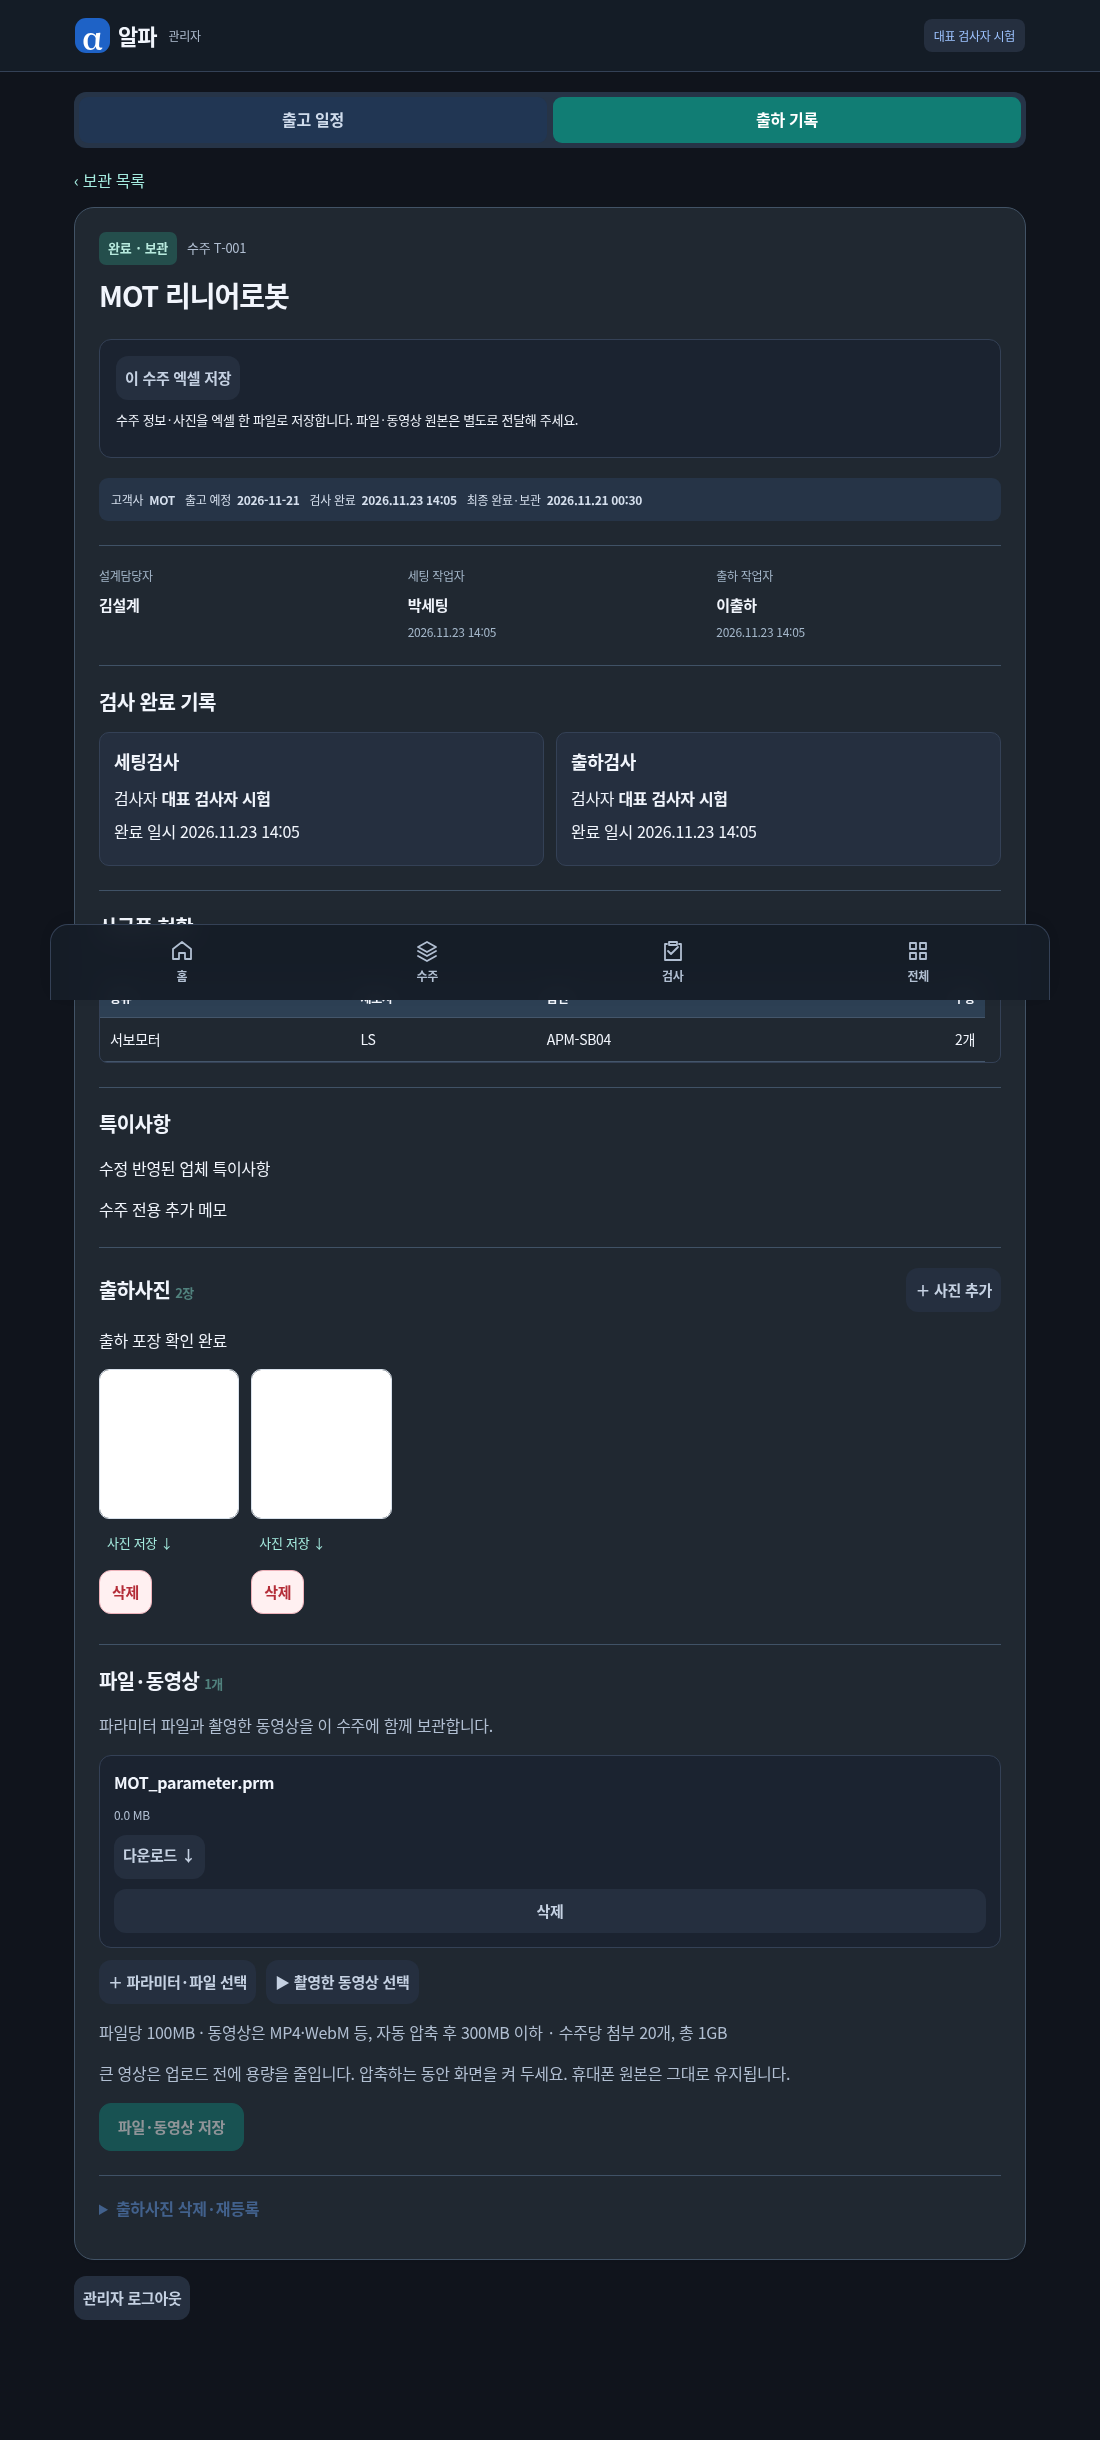 α 알파 관리자
대표 검사자 시험
출고 일정
출하 기록
‹ 보관 목록
완료 · 보관 수주 T-001
MOT 리니어로봇
이 수주 엑셀 저장
수주 정보·사진을 엑셀 한 파일로 저장합니다. 파일·동영상 원본은 별도로 전달해 주세요.
고객사 MOT 출고 예정 2026-11-21 검사 완료 2026.11.23 14:05 최종 완료·보관 2026.11.21 00:30
설계담당자
김설계
세팅 작업자
박세팅
2026.11.23 14:05
출하 작업자
이출하
2026.11.23 14:05
검사 완료 기록
세팅검사
검사자 대표 검사자 시험
완료 일시 2026.11.23 14:05
출하검사
검사자 대표 검사자 시험
완료 일시 2026.11.23 14:05
홈
수주
검사
전체
서보모터 LS APM-SB04 2개
특이사항
수정 반영된 업체 특이사항
수주 전용 추가 메모
출하사진 2장
+ 사진 추가
출하 포장 확인 완료
사진 저장 ↓
사진 저장 ↓
삭제
삭제
파일·동영상 1개
파라미터 파일과 촬영한 동영상을 이 수주에 함께 보관합니다.
MOT_parameter.prm
0.0 MB
다운로드 ↓
삭제
+ 파라미터·파일 선택
▶ 촬영한 동영상 선택
파일당 100MB · 동영상은 MP4·WebM 등, 자동 압축 후 300MB 이하 · 수주당 첨부 20개, 총 1GB
큰 영상은 업로드 전에 용량을 줄입니다. 압축하는 동안 화면을 켜 두세요. 휴대폰 원본은 그대로 유지됩니다.
파일·동영상 저장
▶ 출하사진 삭제·재등록
관리자 로그아웃